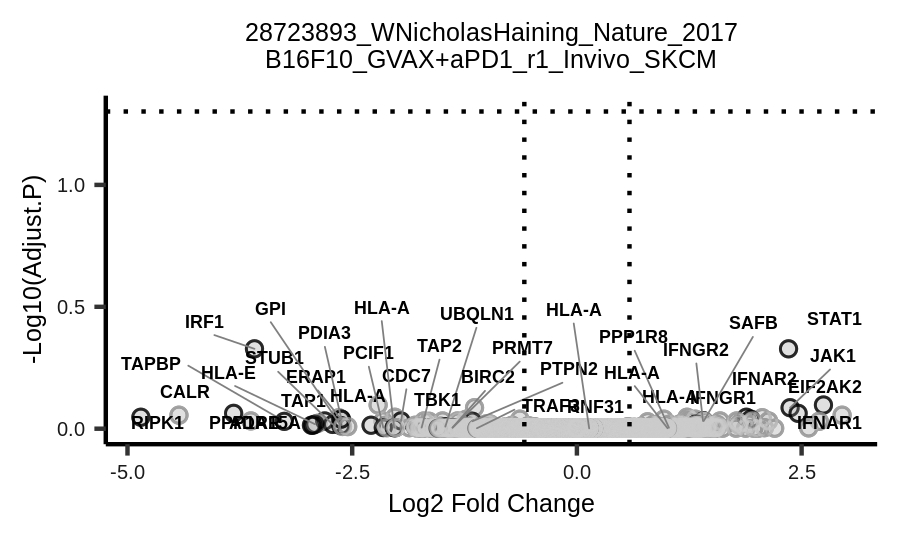 28723893_WNicholasHaining_Nature_2017
B16F10_GVAX+aPD1_r1_Invivo_SKCM
-Log10(Adjust.P)
1.0
0.5
0.0
IRF1
GPI
HLA-A
UBQLN1
HLA-A
SAFB
STAT1
PDIA3
PPP1R8
TAPBP
STUB1
PCIF1
TAP2
PRMT7
IFNGR2
JAK1
HLA-E
ERAP1
CDC7
BIRC2
PTPN2
HLA-A
IFNAR2
EIF2AK2
CALR
TAP1
HLA-A
TBK1
TRAF3
RNF31
HLA-A
IFNGR1
RIPK1
IFNAR1
-5.0
-2.5
0.0
2.5
Log2 Fold Change